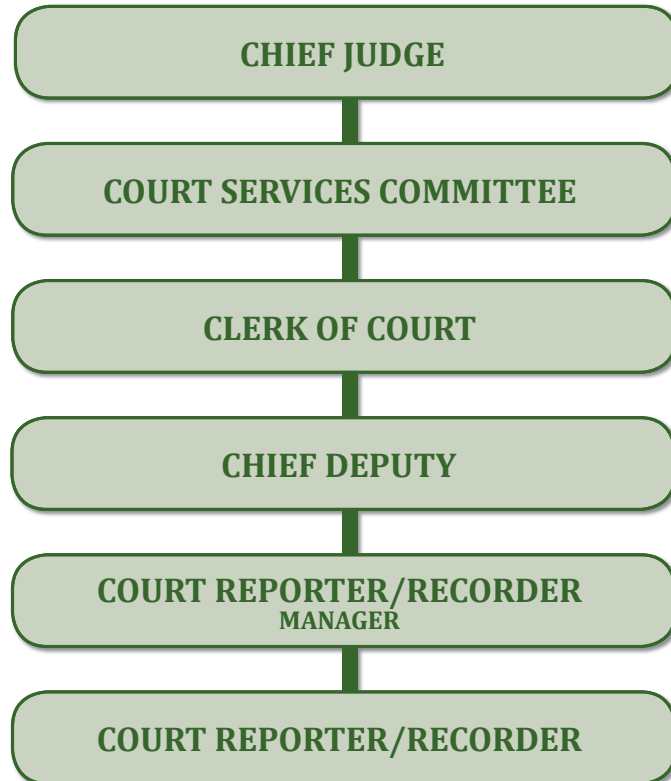 CHIEF JUDGE
COURT SERVICES COMMITTEE
CLERK OF COURT
CHIEF DEPUTY
COURT REPORTER/RECORDER
MANAGER
COURT REPORTER/RECORDER